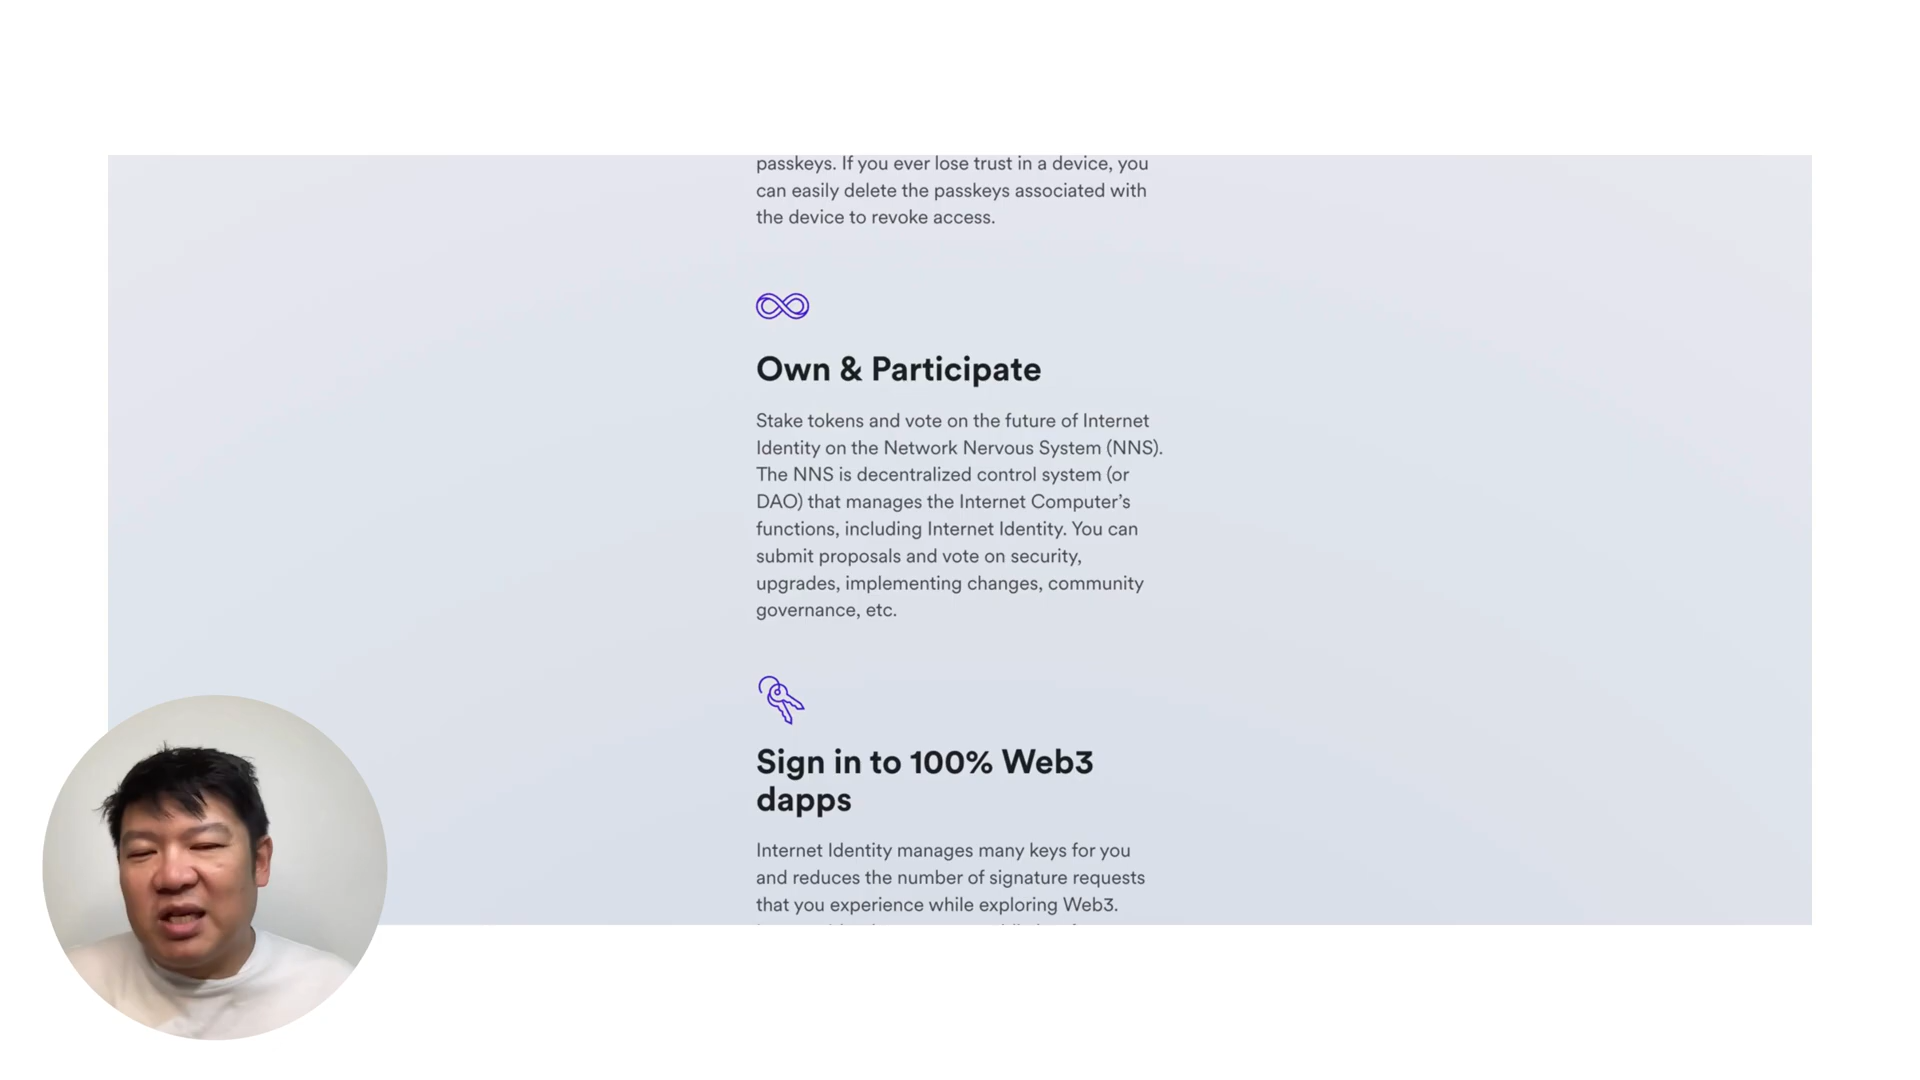 passkeys. If you ever lose trust in a device, you
can easily delete the passkeys associated with
the device to revoke access.
Own & Participate
Stake tokens and vote on the future of Internet
Identity on the Network Nervous System (NNS).
The NNS is decentralized control system (or
DAO) that manages the Internet Computer’s
functions, including Internet Identity. You can
submit proposals and vote on security,
upgrades, implementing changes, community
governance, etc.
Sign in to 100% Web3
dapps
Internet Identity manages many keys for you
and reduces the number of signature requests
that you experience while exploring Web3.